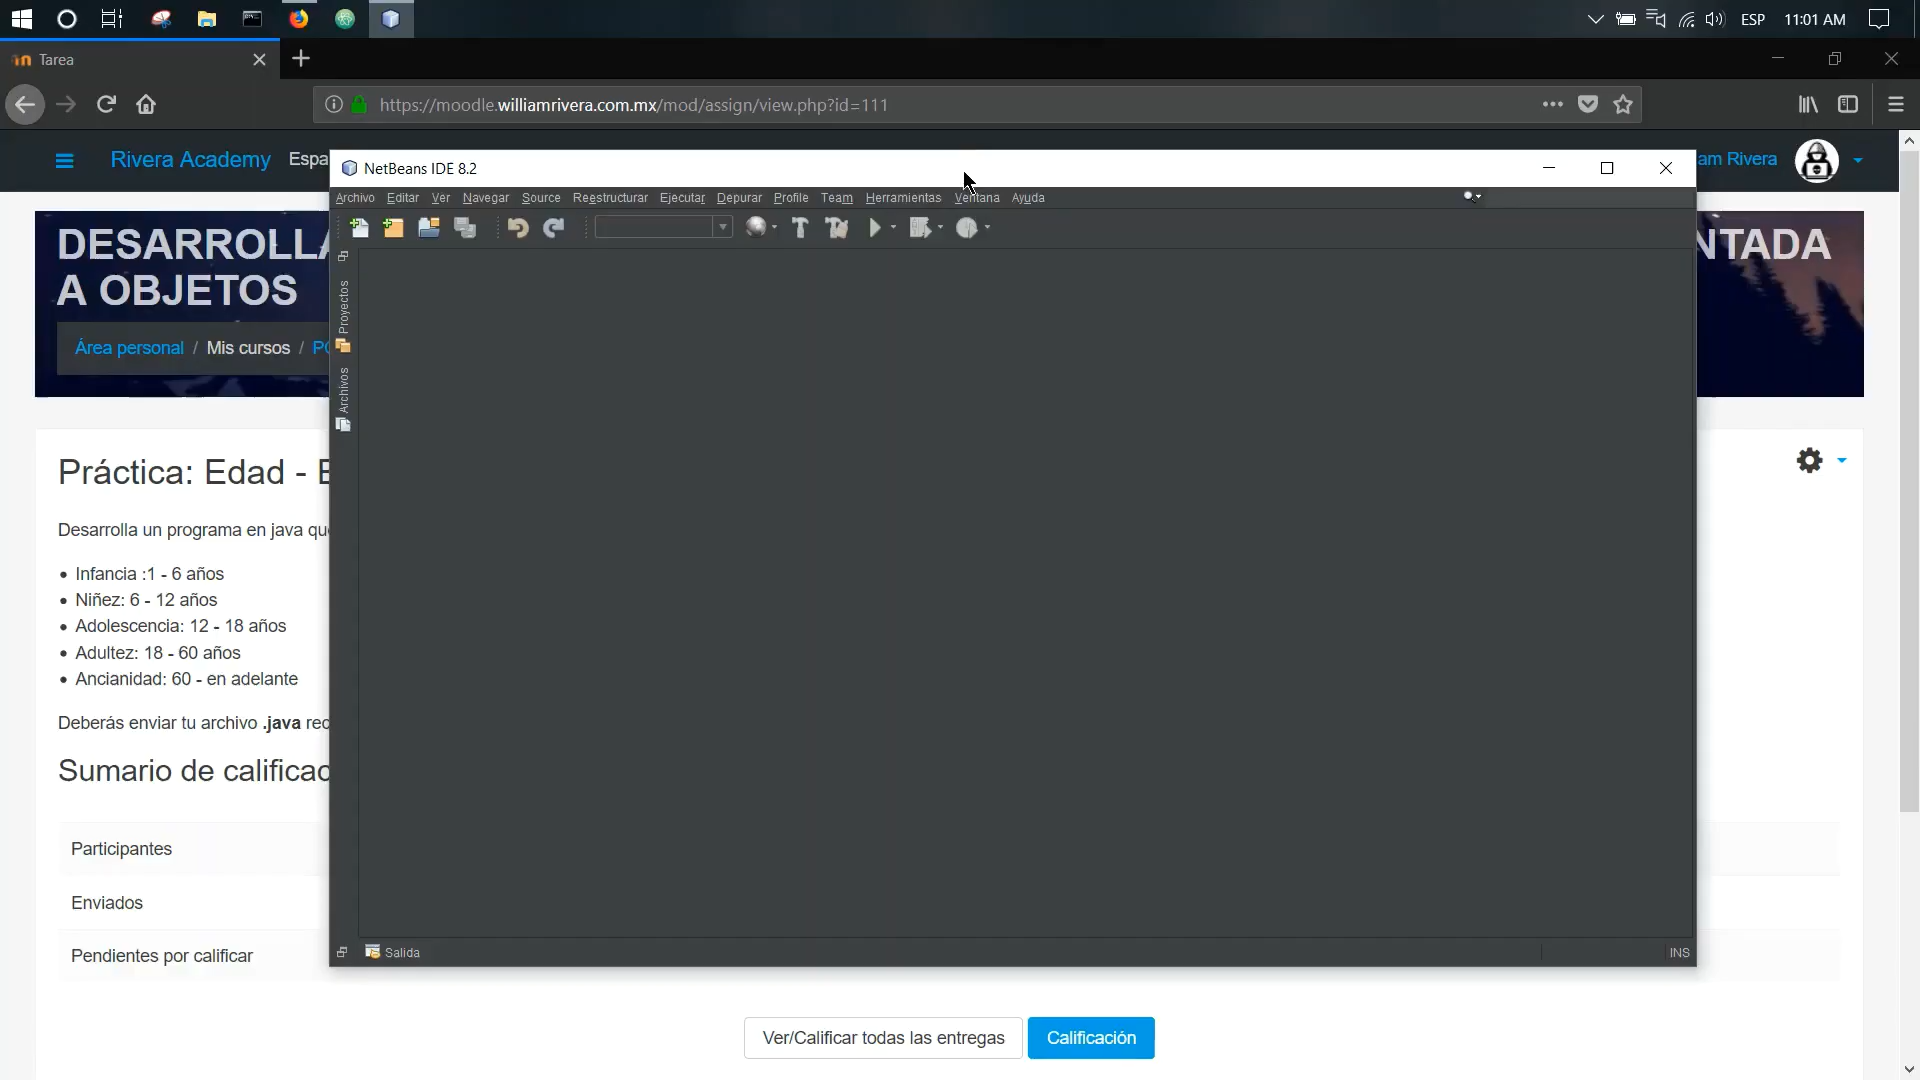 ESP 11:01 AM
Tarea
https://moodle.williamrivera.com.mx/mod/assign/view.php?id=111
Rivera Academy Espa
am Rivera
NetBeans IDE 8.2
Archivo Editar Ver Navegar Source Reestructurar Ejecutar Depurar Profile Team Herramientas Ventana Ayuda
DESARROLLA
NTADA
A OBJETOS
Área personal / Mis cursos / PO
Proyectos
Archivos
Práctica: Edad - E
Desarrolla un programa en java qu
• Infancia :1 - 6 años
• Niñez: 6 - 12 años
• Adolescencia: 12 - 18 años
• Adultez: 18 - 60 años
• Ancianidad: 60 - en adelante
Deberás enviar tu archivo .java rec
Sumario de calificac
Participantes
Enviados
Pendientes por calificar
Salida
INS
Ver/Calificar todas las entregas
Calificación